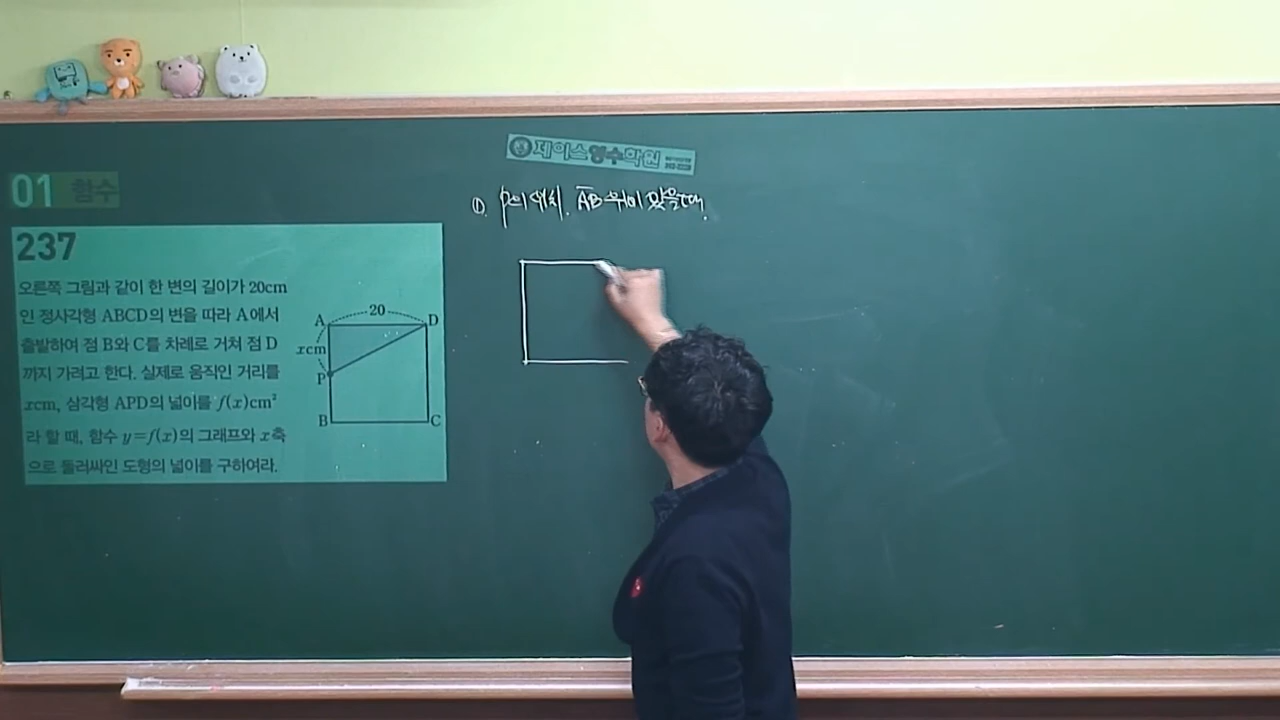 제이스영수학원
01 함수
① P의 위치. AB 위에 있을 때.
237
오른쪽 그림과 같이 한 변의 길이가 20cm
인 정사각형 ABCD의 변을 따라 A에서
출발하여 점 B와 C를 차례로 거쳐 점 D
까지 가려고 한다. 실제로 움직인 거리를
xcm, 삼각형 APD의 넓이를 f(x)cm²
라 할 때, 함수 y=f(x)의 그래프와 x축
으로 둘러싸인 도형의 넓이를 구하여라.
20
A
D
xcm
P
B
C